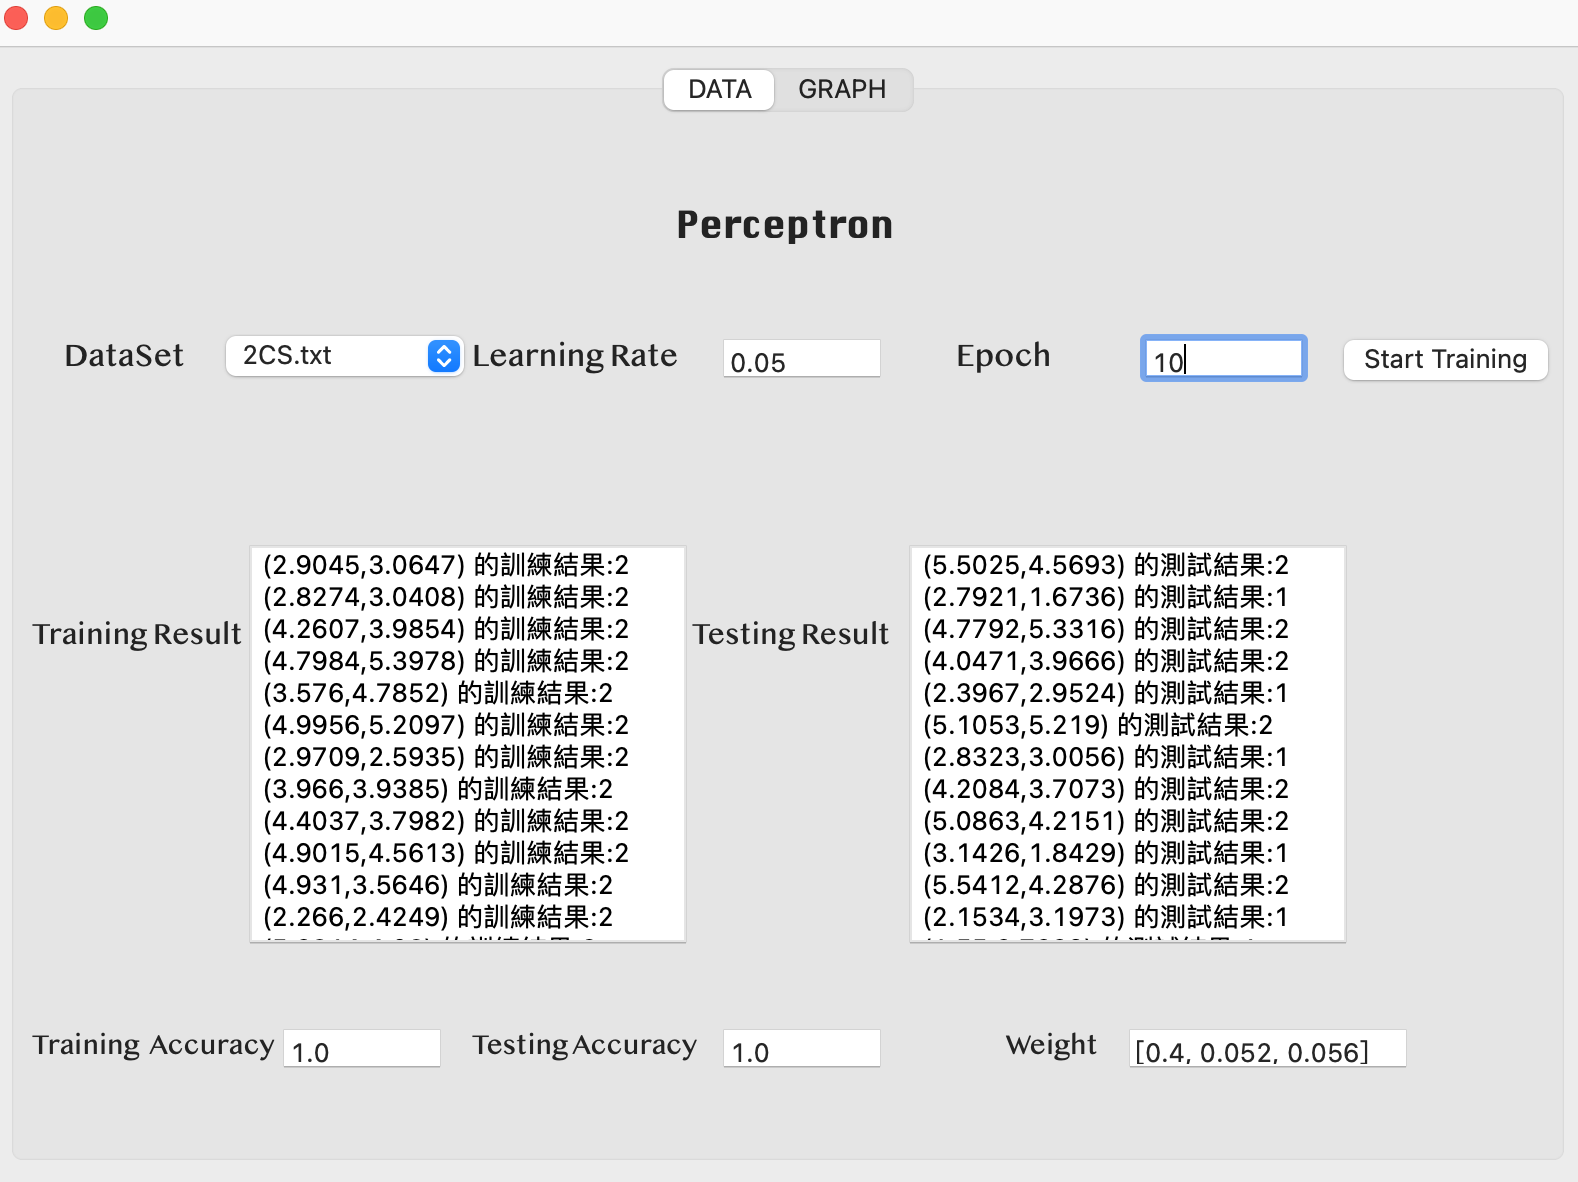 DATA GRAPH
Perceptron
DataSet 2CS.txt Learning Rate 0.05 Epoch 10 Start Training
Training Result
(2.9045,3.0647) 的訓練結果:2
(2.8274,3.0408) 的訓練結果:2
(4.2607,3.9854) 的訓練結果:2
(4.7984,5.3978) 的訓練結果:2
(3.576,4.7852) 的訓練結果:2
(4.9956,5.2097) 的訓練結果:2
(2.9709,2.5935) 的訓練結果:2
(3.966,3.9385) 的訓練結果:2
(4.4037,3.7982) 的訓練結果:2
(4.9015,4.5613) 的訓練結果:2
(4.931,3.5646) 的訓練結果:2
(2.266,2.4249) 的訓練結果:2
Testing Result
(5.5025,4.5693) 的測試結果:2
(2.7921,1.6736) 的測試結果:1
(4.7792,5.3316) 的測試結果:2
(4.0471,3.9666) 的測試結果:2
(2.3967,2.9524) 的測試結果:1
(5.1053,5.219) 的測試結果:2
(2.8323,3.0056) 的測試結果:1
(4.2084,3.7073) 的測試結果:2
(5.0863,4.2151) 的測試結果:2
(3.1426,1.8429) 的測試結果:1
(5.5412,4.2876) 的測試結果:2
(2.1534,3.1973) 的測試結果:1
Training Accuracy 1.0 Testing Accuracy 1.0 Weight [0.4, 0.052, 0.056]